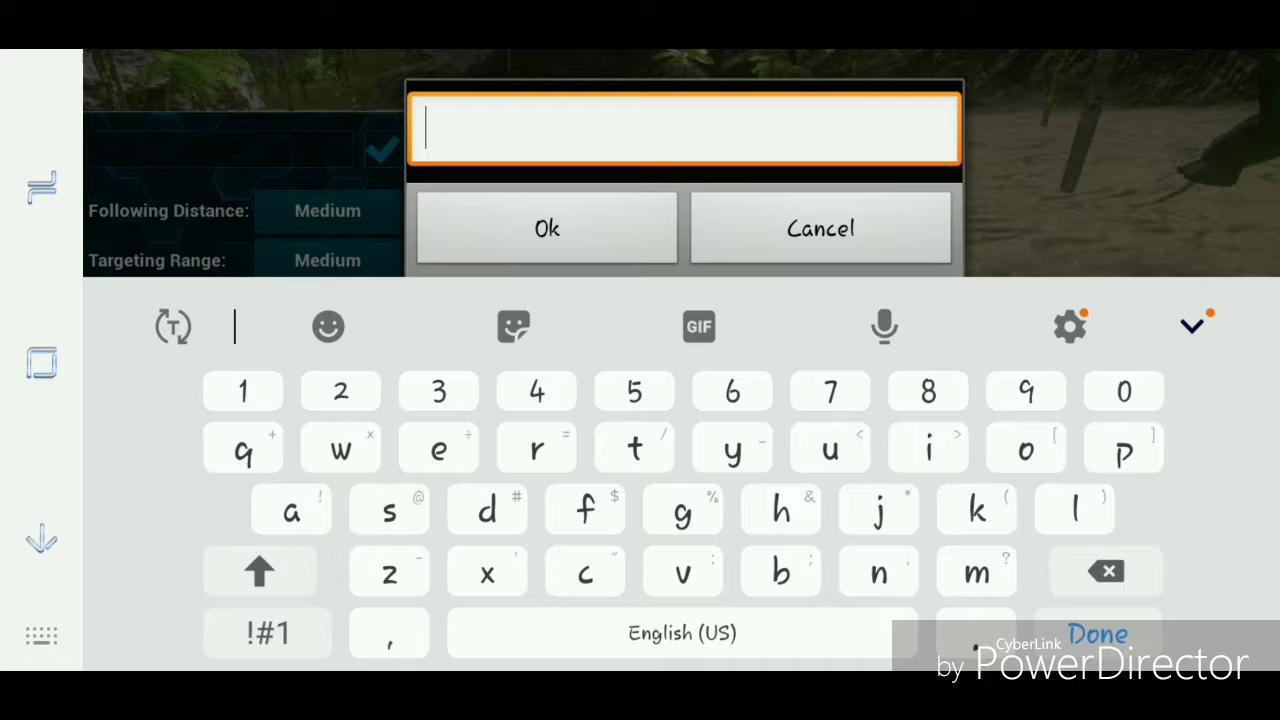 Ok Cancel
Following Distance: Medium
Targeting Range: Medium
T GIF
1 2 3 4 5 6 7 8 9 0
q + w x e ÷ r = t / y _ u < i > o [ p ]
a ! s @ d # f $ g % h & j * k ( l )
z - x ' c " v : b ; n , m ?
!#1 , English (US) . Done
CyberLink
by PowerDirector